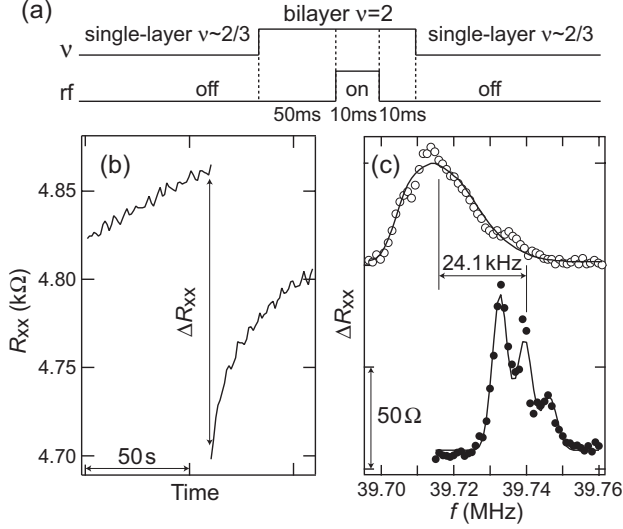 (a)
bilayer ν=2
single-layer ν~2/3
single-layer ν~2/3
ν
rf
off
on
off
50ms
10ms
10ms
(b)
4.85
4.80
4.75
4.70
R_xx (kΩ)
ΔR_xx
50 s
Time
(c)
24.1 kHz
ΔR_xx
50 Ω
39.70
39.72
39.74
39.76
f (MHz)